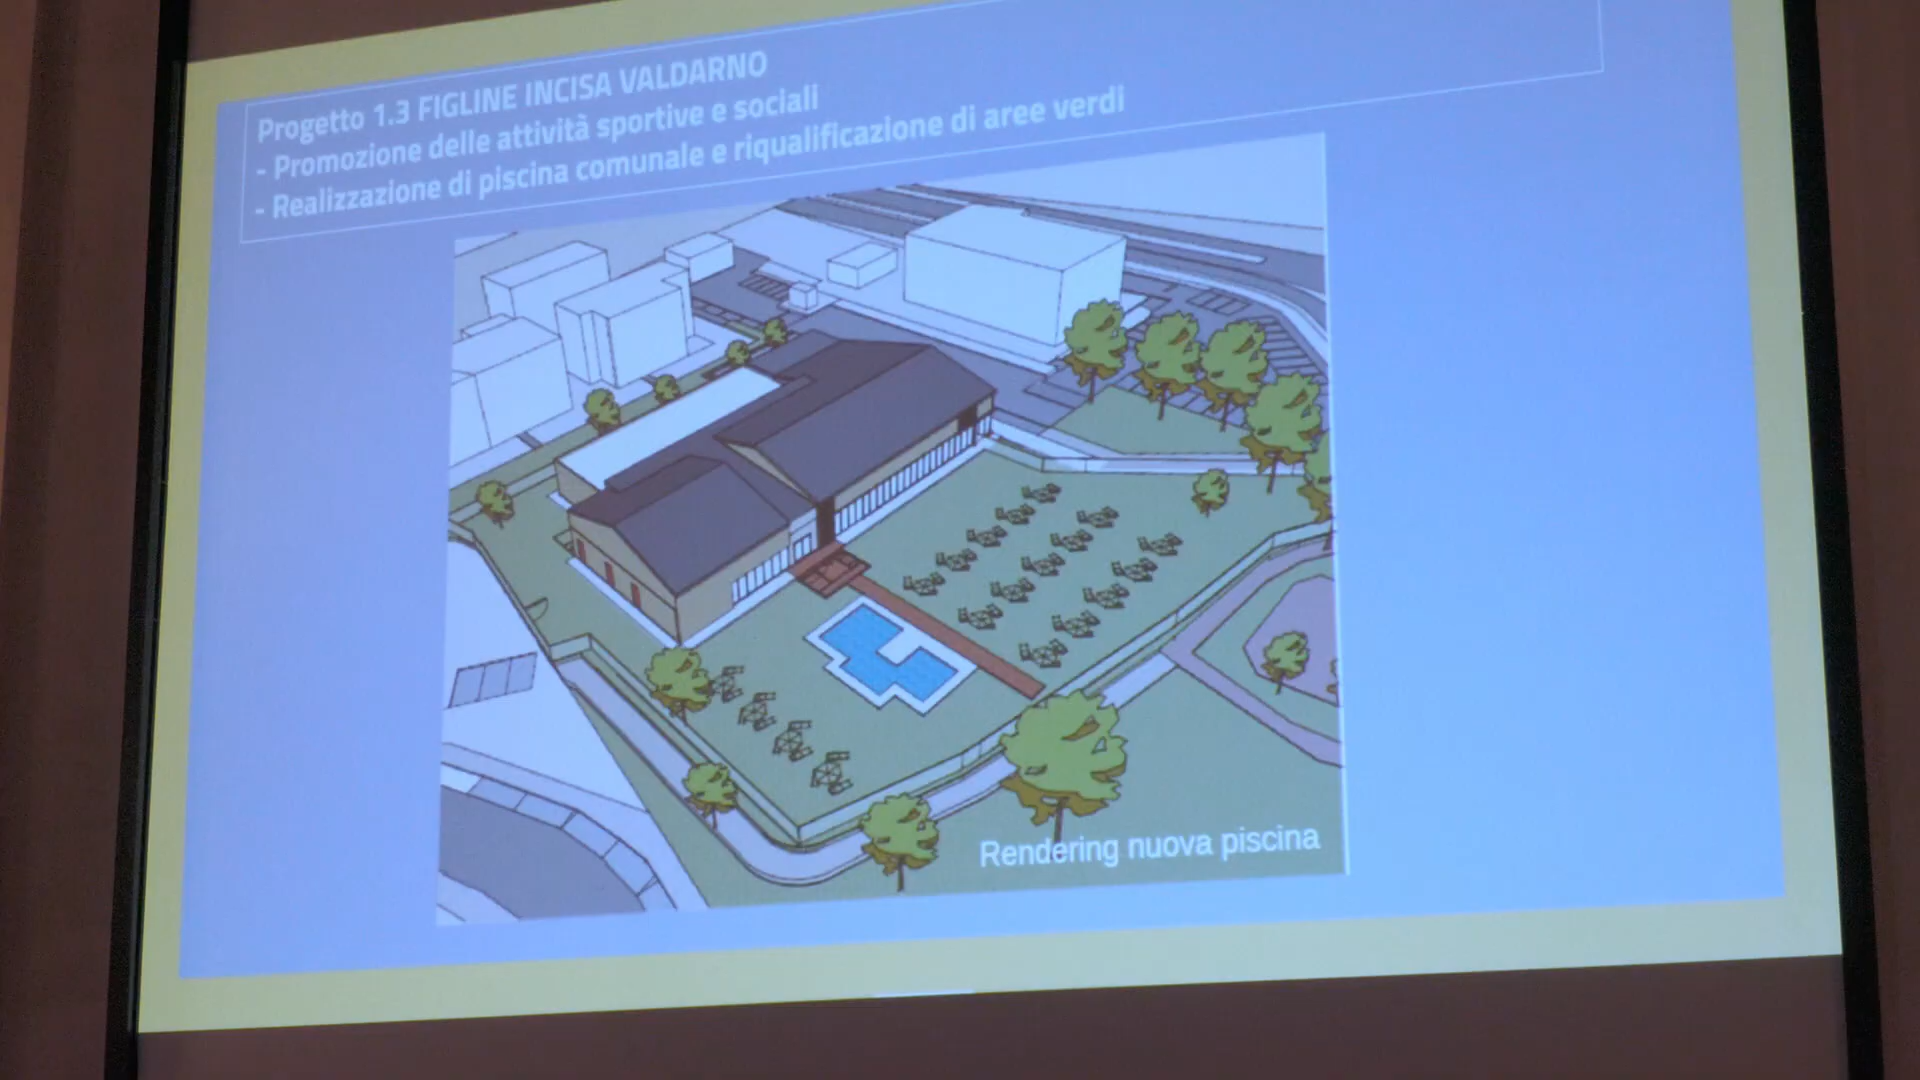 Progetto 1.3 FIGLINE INCISA VALDARNO
- Promozione delle attività sportive e sociali
- Realizzazione di piscina comunale e riqualificazione di aree verdi
Rendering nuova piscina